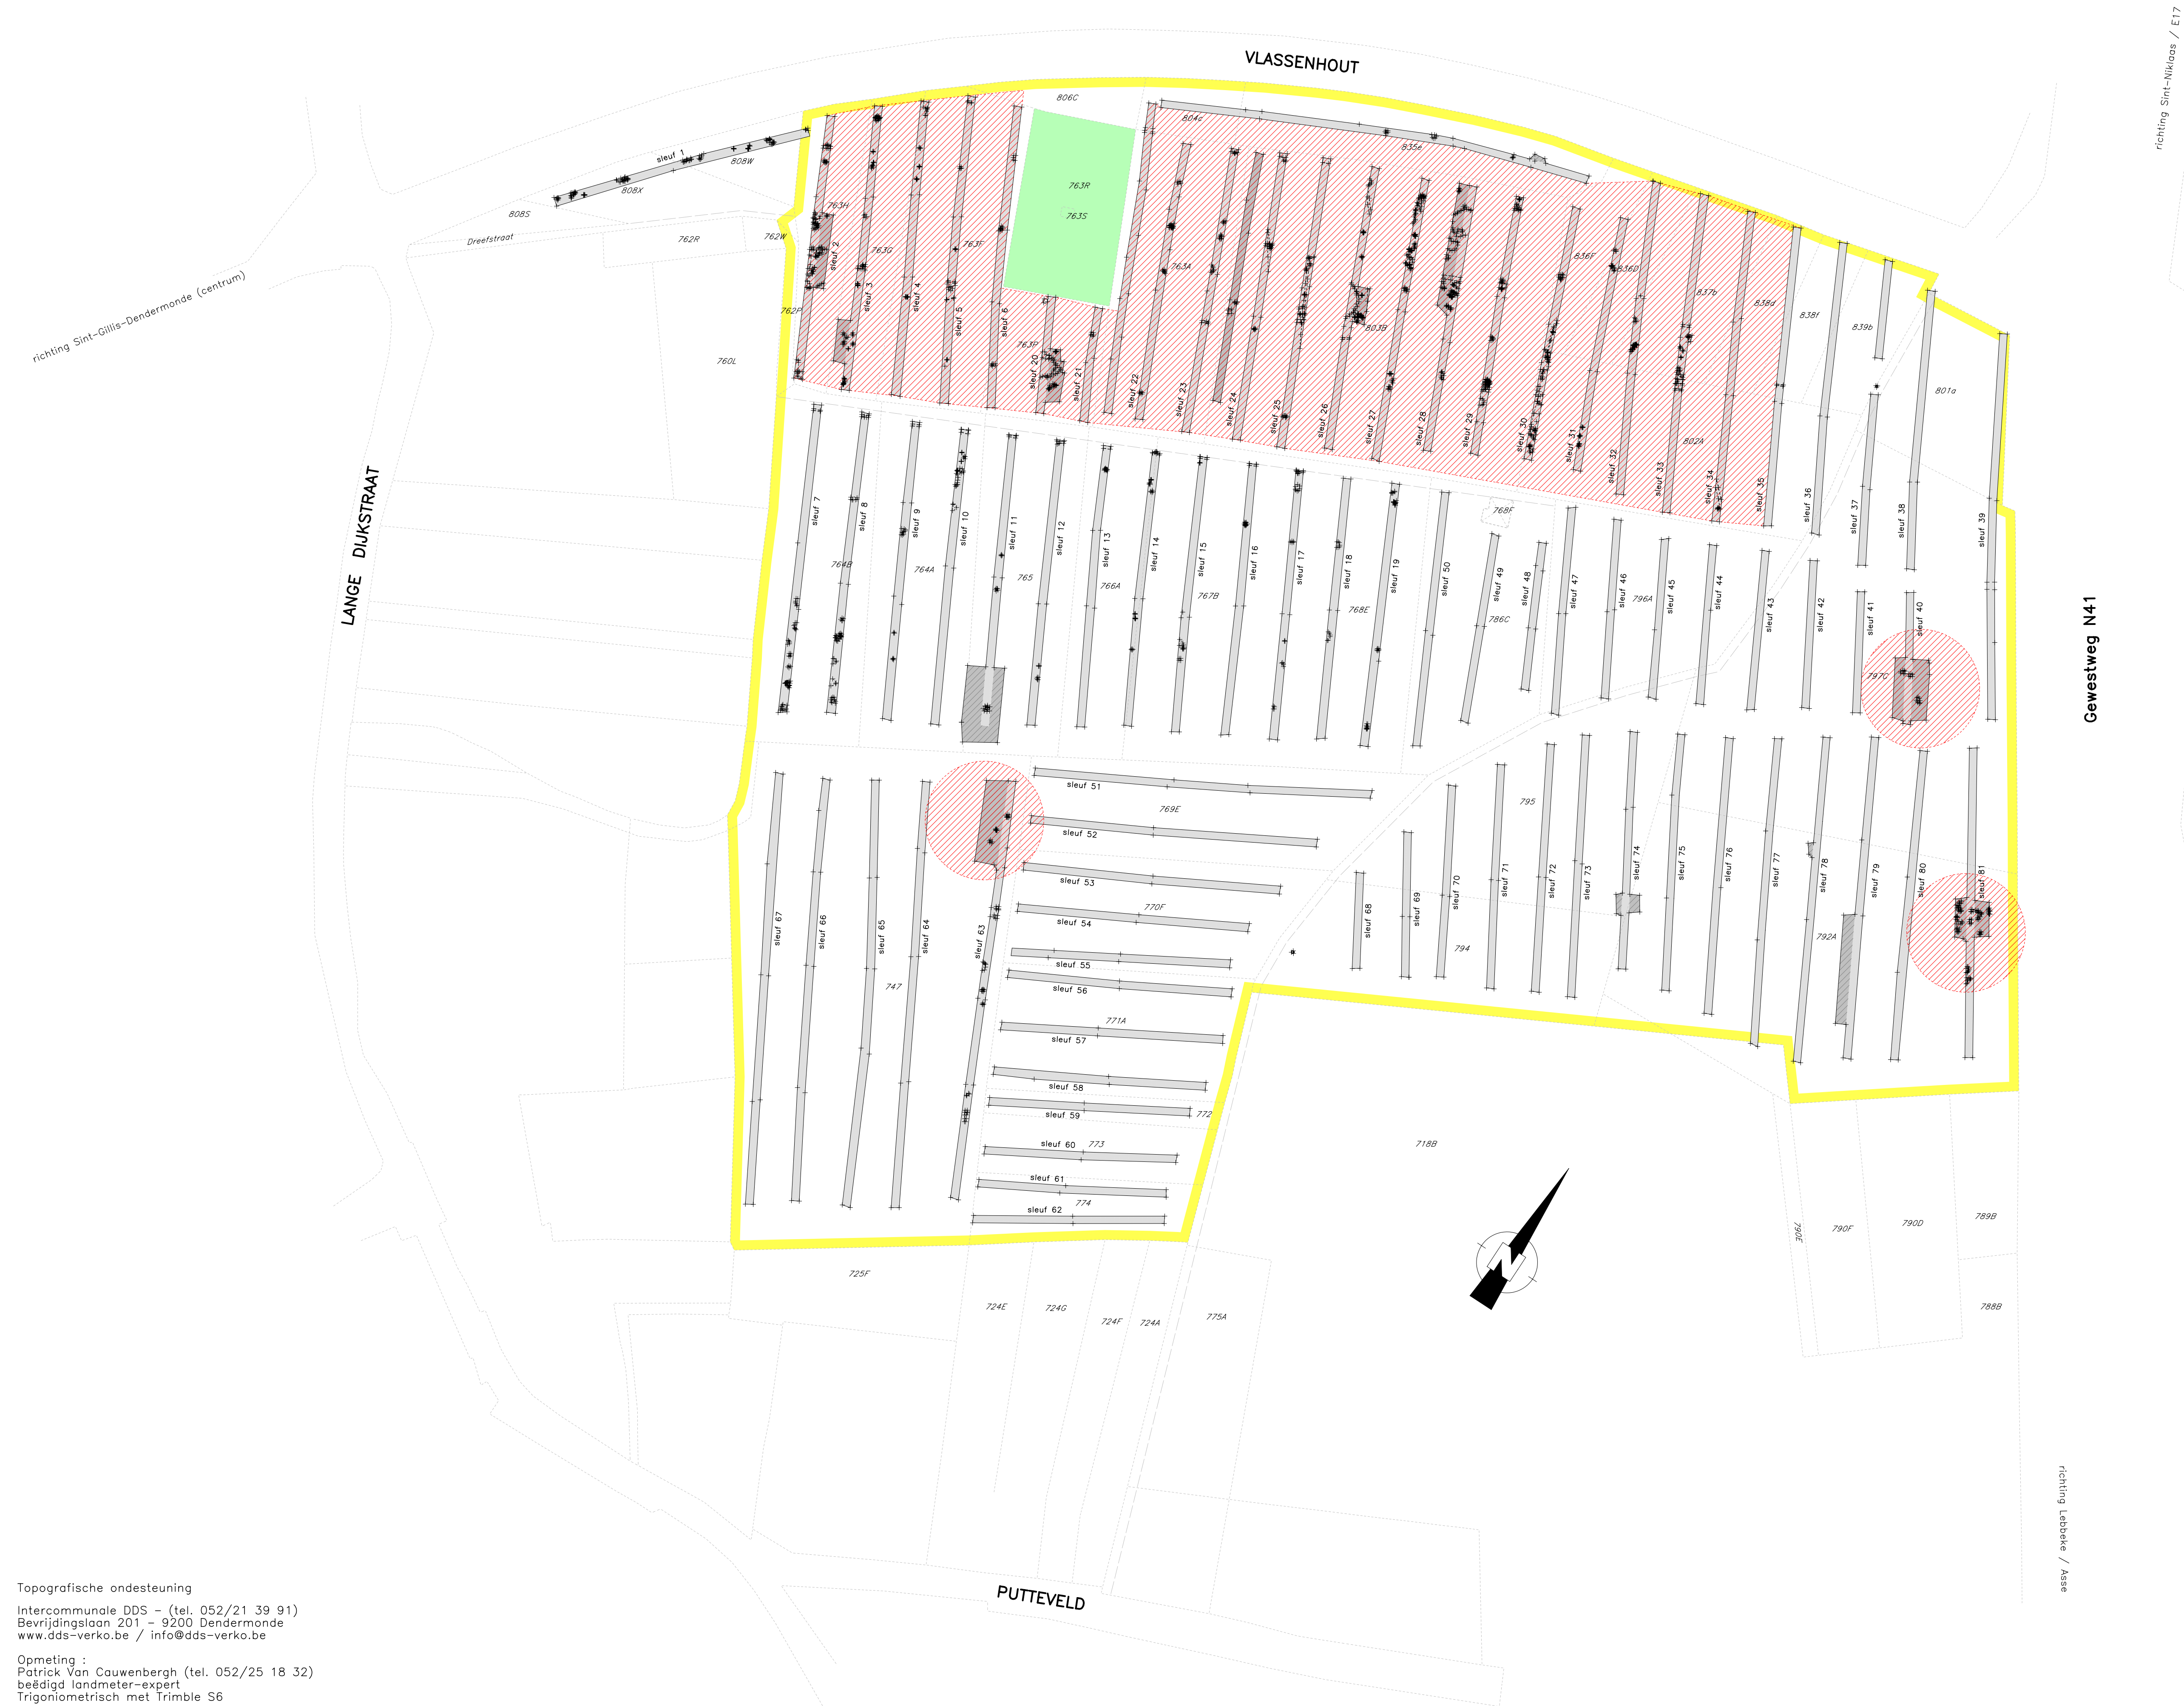 VLASSENHOUT
richting Sint-Niklaas / E17
806C
804c
835e
sleuf 1
808W
808X
808S
Dreefstraat
762R
762W
762P
760L
763H
763G
763F
763R
763S
763A
763P
803B
836F
836D
837b
838d
838f
839b
801a
802A
richting Sint-Gillis-Dendermonde (centrum)
LANGE DIJKSTRAAT
Gewestweg N41
sleuf 2
sleuf 3
sleuf 4
sleuf 5
sleuf 6
sleuf 20
sleuf 21
sleuf 22
sleuf 23
sleuf 24
sleuf 25
sleuf 26
sleuf 27
sleuf 28
sleuf 29
sleuf 30
sleuf 31
sleuf 32
sleuf 33
sleuf 34
sleuf 35
sleuf 36
sleuf 37
sleuf 38
sleuf 39
sleuf 7
sleuf 8
sleuf 9
sleuf 10
sleuf 11
sleuf 12
sleuf 13
sleuf 14
sleuf 15
sleuf 16
sleuf 17
sleuf 18
sleuf 19
sleuf 50
sleuf 49
sleuf 48
sleuf 47
sleuf 46
sleuf 45
sleuf 44
sleuf 43
sleuf 42
sleuf 41
sleuf 40
764B
764A
765
766A
767B
768E
768F
786C
796A
797C
sleuf 51
769E
sleuf 52
sleuf 53
770F
sleuf 54
sleuf 55
sleuf 56
771A
sleuf 57
sleuf 58
sleuf 59
772
sleuf 60
773
sleuf 61
774
sleuf 62
sleuf 67
sleuf 66
sleuf 65
sleuf 64
sleuf 63
747
sleuf 68
sleuf 69
sleuf 70
sleuf 71
sleuf 72
sleuf 73
sleuf 74
sleuf 75
sleuf 76
sleuf 77
sleuf 78
sleuf 79
sleuf 80
sleuf 81
795
794
792A
718B
N
790E
790F
790D
789B
788B
725F
724E
724G
724F
724A
775A
richting Lebbeke / Asse
PUTTEVELD
Topografische ondesteuning
Intercommunale DDS - (tel. 052/21 39 91)
Bevrijdingslaan 201 - 9200 Dendermonde
www.dds-verko.be / info@dds-verko.be
Opmeting :
Patrick Van Cauwenbergh (tel. 052/25 18 32)
beëdigd landmeter-expert
Trigoniometrisch met Trimble S6